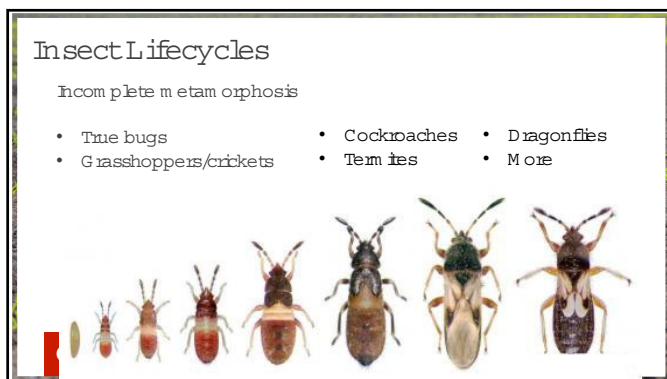 Insect Lifecycles
Incomplete metamorphosis
• True bugs
• Grasshoppers/crickets
• Cockroaches
• Termites
• Dragonflies
• More